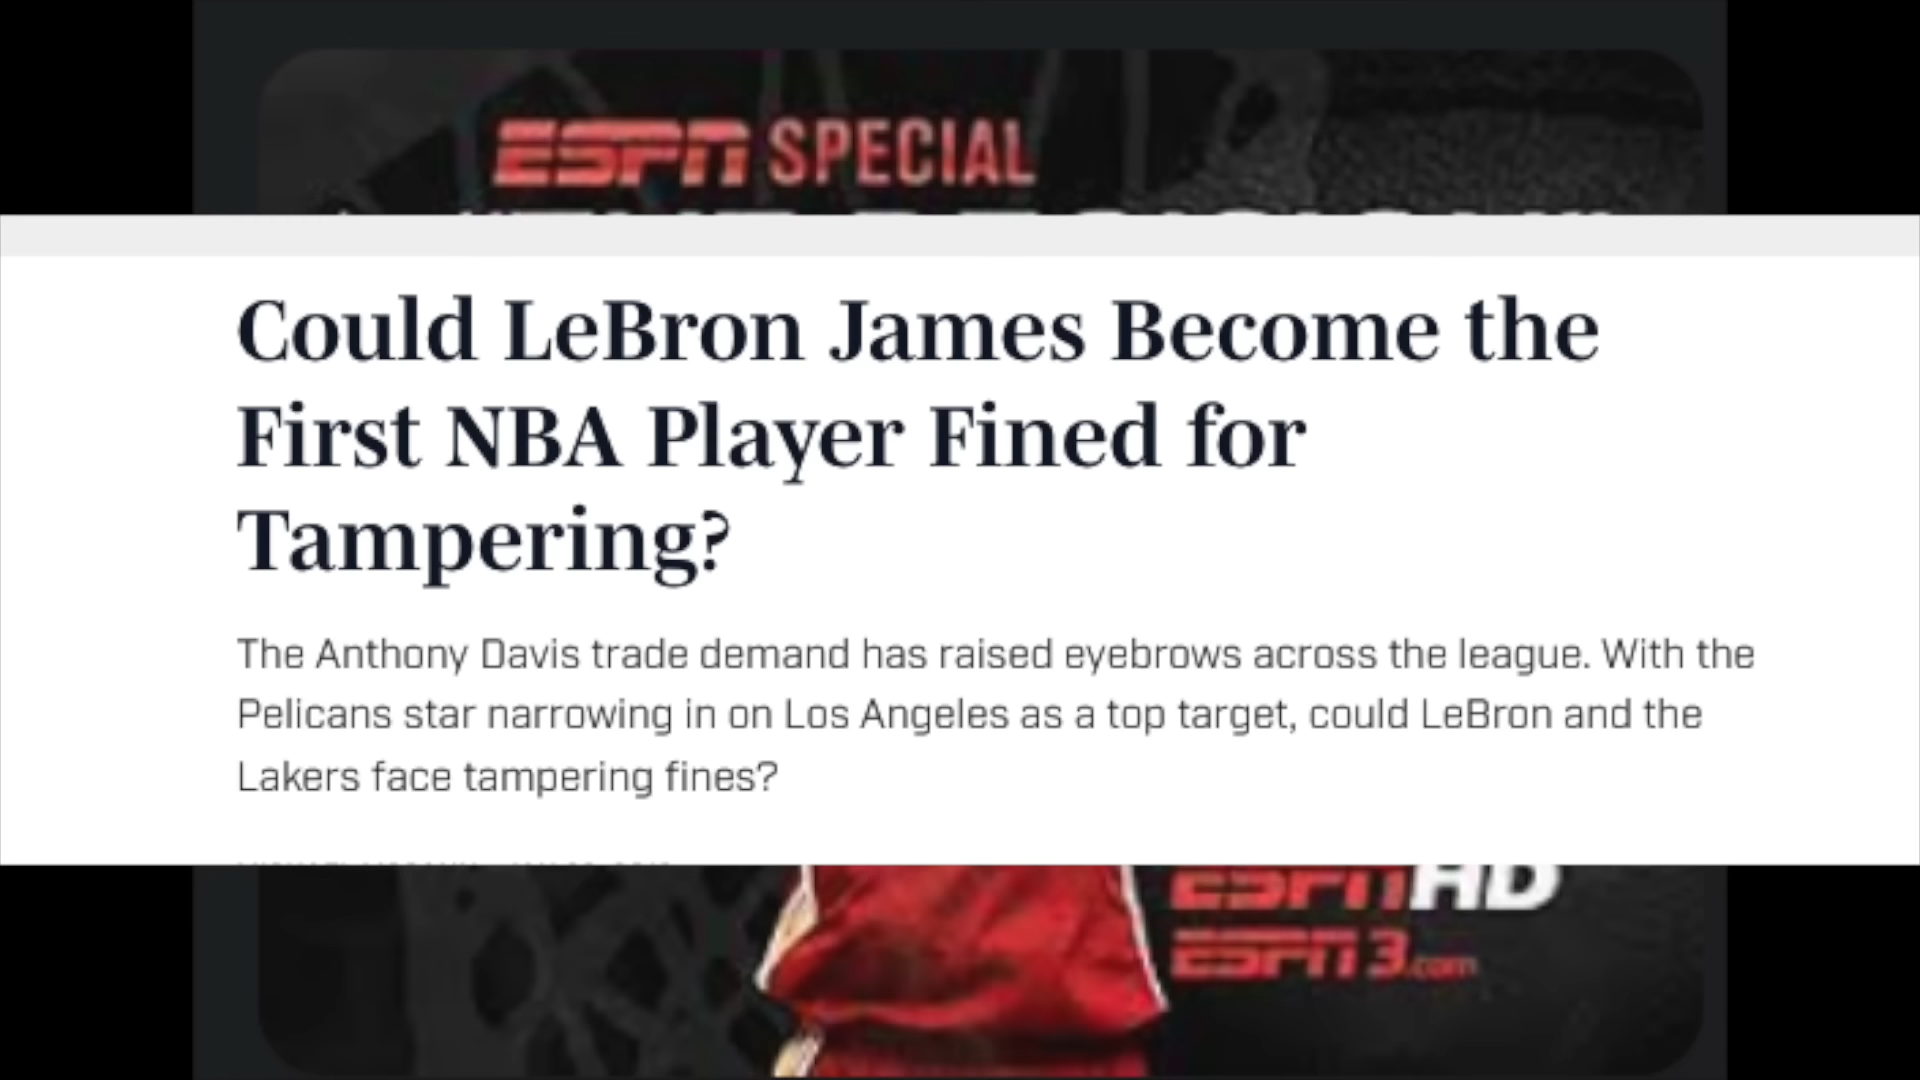 ESPN SPECIAL
Could LeBron James Become the
First NBA Player Fined for
Tampering?
The Anthony Davis trade demand has raised eyebrows across the league. With the
Pelicans star narrowing in on Los Angeles as a top target, could LeBron and the
Lakers face tampering fines?
ESPN HD
ESPN3.com